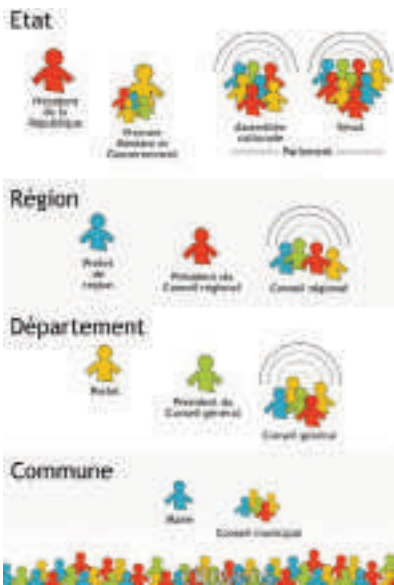 Etat
Président
de la
République
Premier
Ministre et
Gouvernement
Assemblée
nationale
Sénat
Parlement
Région
Préfet
de
région
Président du
Conseil régional
Conseil régional
Département
Préfet
Président du
Conseil général
Conseil général
Commune
Maire
Conseil municipal